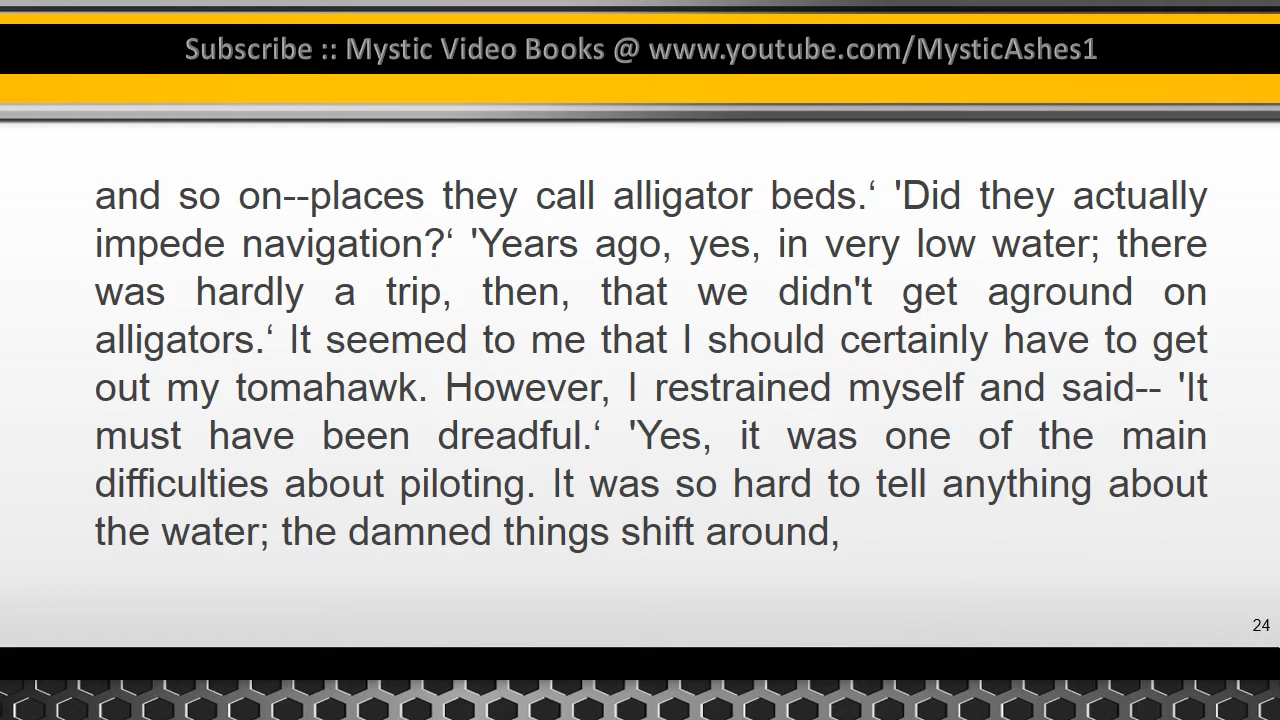 Subscribe :: Mystic Video Books @ www.youtube.com/MysticAshes1
and so on--places they call alligator beds.‘ 'Did they actually
impede navigation?‘ 'Years ago, yes, in very low water; there
was hardly a trip, then, that we didn't get aground on
alligators.‘ It seemed to me that I should certainly have to get
out my tomahawk. However, I restrained myself and said-- 'It
must have been dreadful.‘ 'Yes, it was one of the main
difficulties about piloting. It was so hard to tell anything about
the water; the damned things shift around,
24